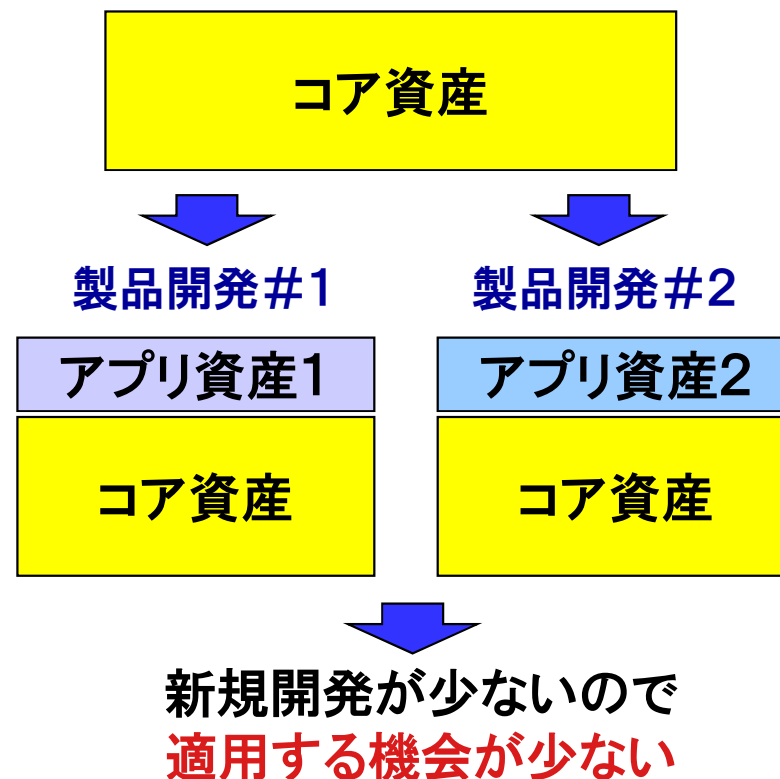 コア資産
製品開発#1
製品開発#2
アプリ資産1
アプリ資産2
コア資産
コア資産
新規開発が少ないので
適用する機会が少ない